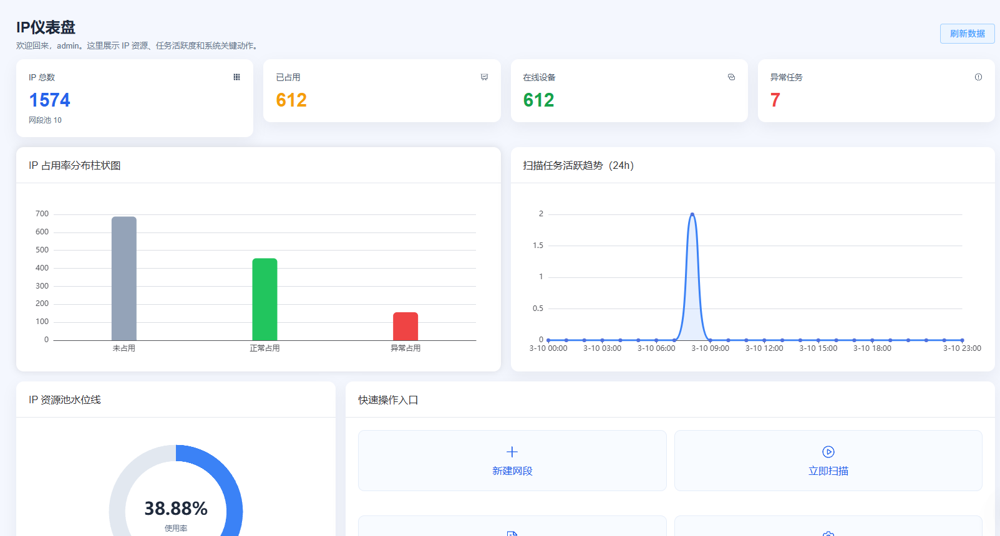 IP仪表盘
欢迎回来，admin。这里展示 IP 资源、任务活跃度和系统关键动作。
刷新数据
IP 总数
1574
网段池 10
已占用
612
在线设备
612
异常任务
7
IP 占用率分布柱状图
700
600
500
400
300
200
100
0
未占用
正常占用
异常占用
扫描任务活跃趋势（24h）
2
1.5
1
0.5
0
3-10 00:00
3-10 03:00
3-10 06:00
3-10 09:00
3-10 12:00
3-10 15:00
3-10 18:00
3-10 23:00
IP 资源池水位线
38.88%
使用率
快速操作入口
新建网段
立即扫描